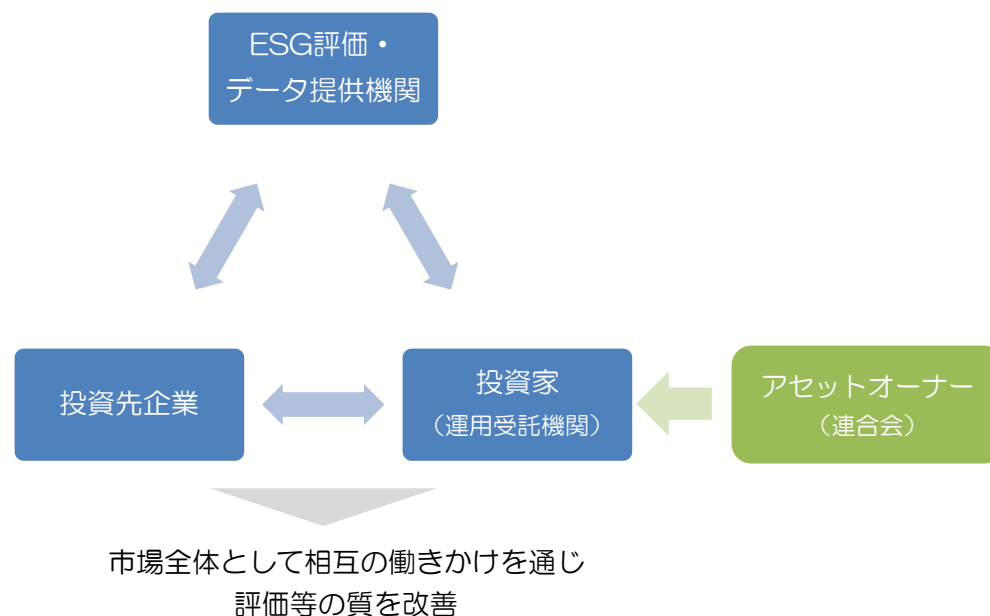 ESG評価・
データ提供機関
投資先企業
投資家
（運用受託機関）
アセットオーナー
（連合会）
市場全体として相互の働きかけを通じ
評価等の質を改善